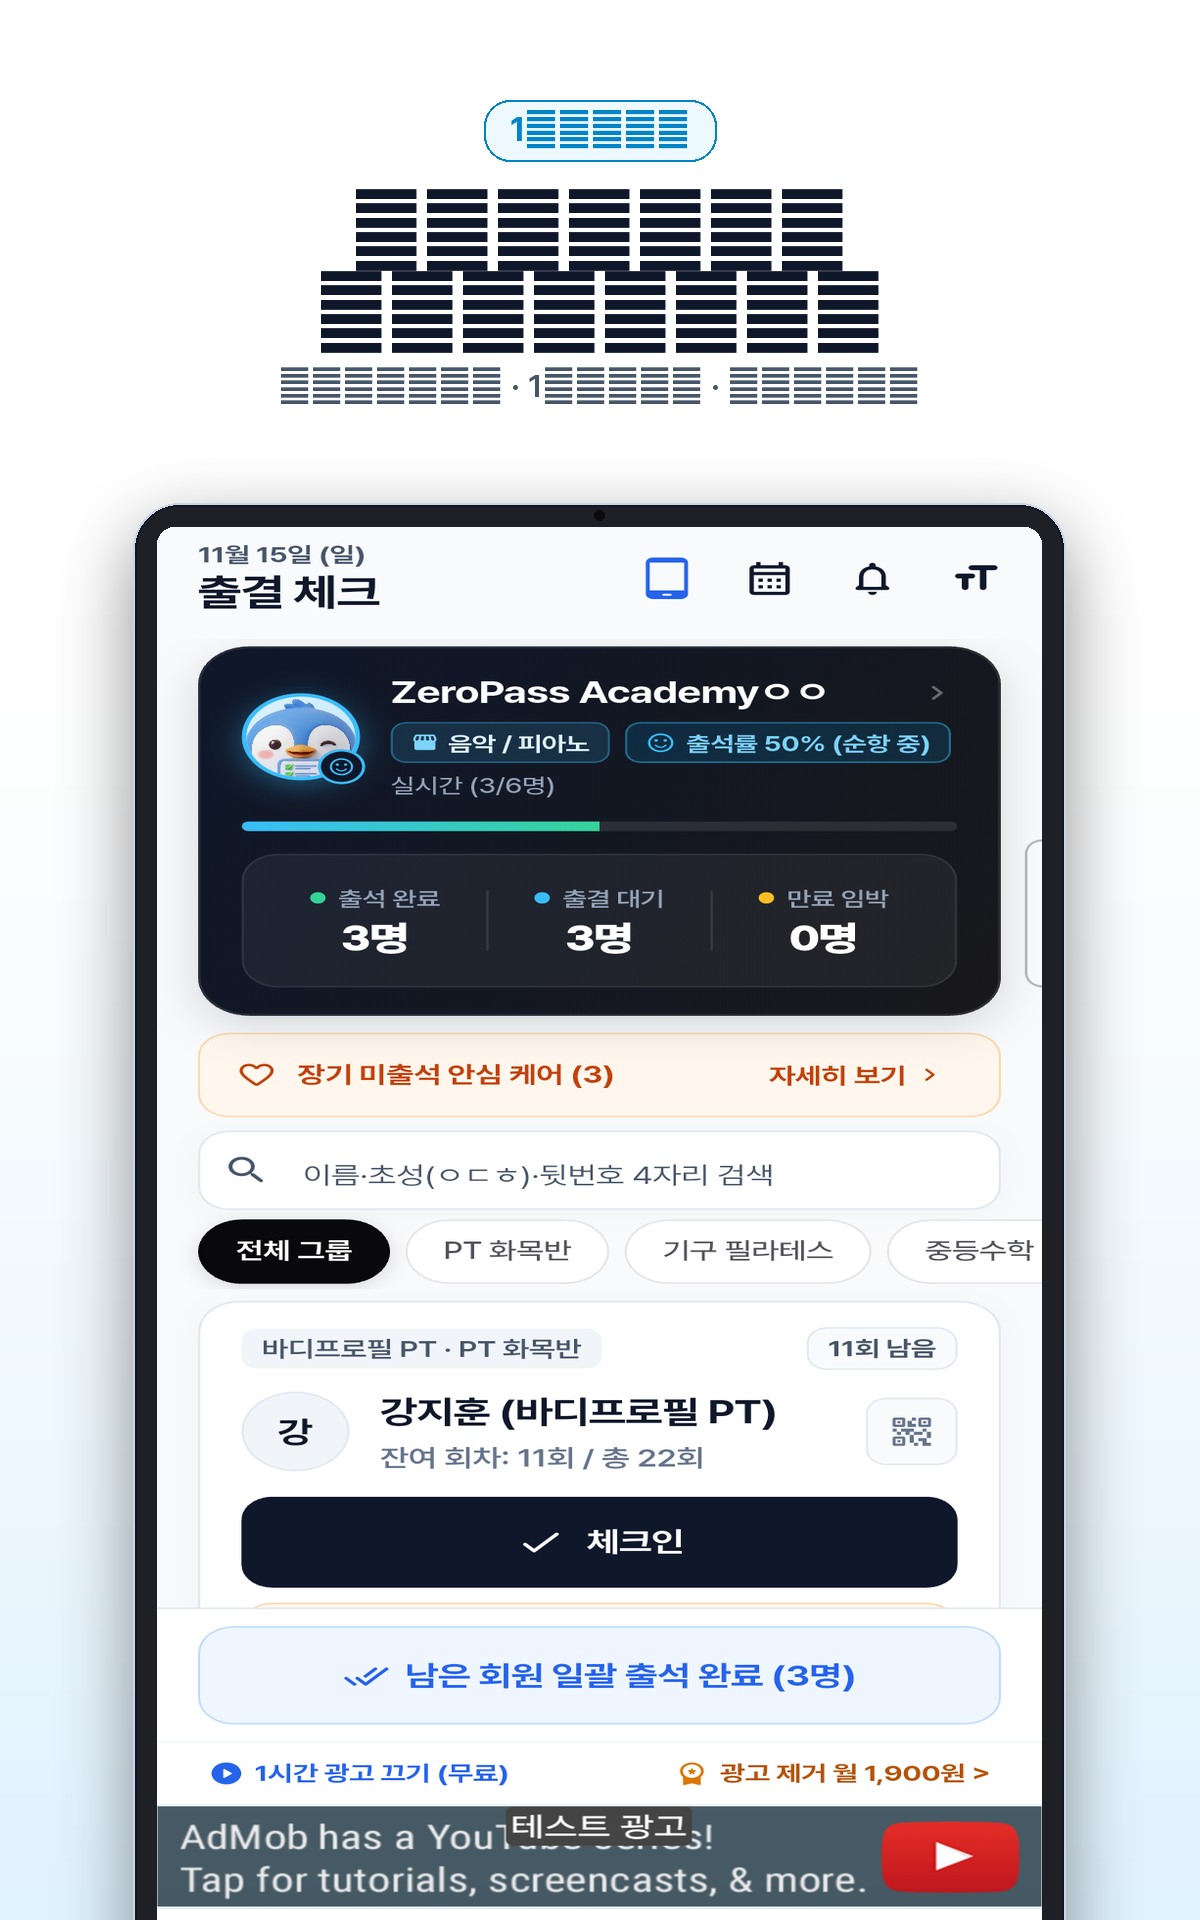 1
· 1 ·
11월 15일 (일)
출결 체크
ZeroPass Academyㅇㅇ
음악 / 피아노
출석률 50% (순항 중)
실시간 (3/6명)
출석 완료
3명
출결 대기
3명
만료 임박
0명
장기 미출석 안심 케어 (3)
자세히 보기 >
이름·초성(ㅇㄷㅎ)·뒷번호 4자리 검색
전체 그룹
PT 화목반
기구 필라테스
중등수학
바디프로필 PT · PT 화목반
11회 남음
강
강지훈 (바디프로필 PT)
잔여 회차: 11회 / 총 22회
체크인
남은 회원 일괄 출석 완료 (3명)
1시간 광고 끄기 (무료)
광고 제거 월 1,900원 >
테스트 광고
AdMob has a YouTube series!
Tap for tutorials, screencasts, & more.